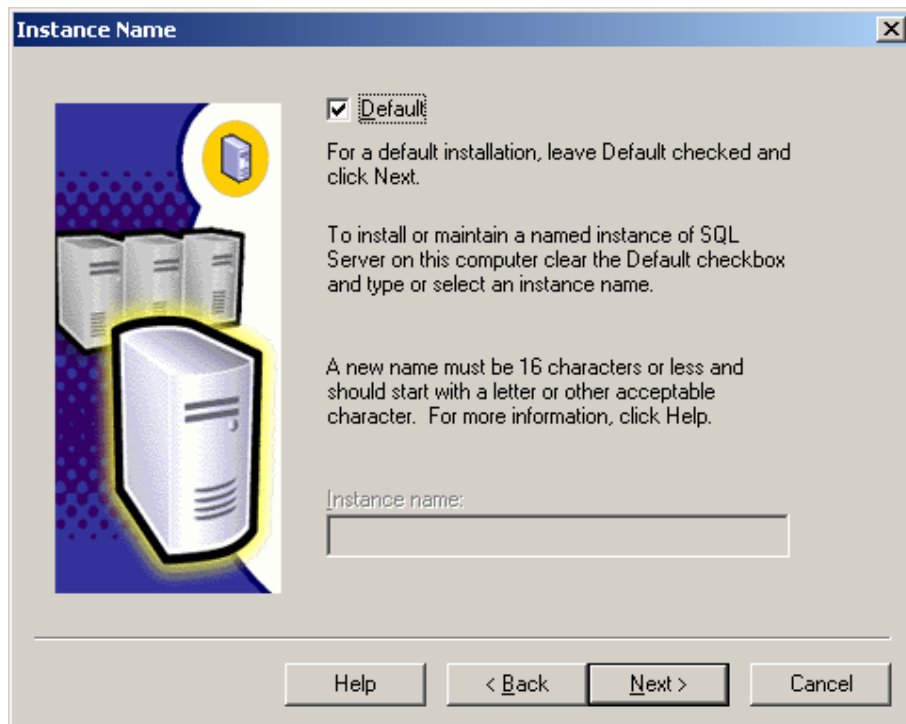 Instance Name
Default
For a default installation, leave Default checked and
click Next.
To install or maintain a named instance of SQL
Server on this computer clear the Default checkbox
and type or select an instance name.
A new name must be 16 characters or less and
should start with a letter or other acceptable
character.  For more information, click Help.
Instance name:
Help
< Back
Next >
Cancel